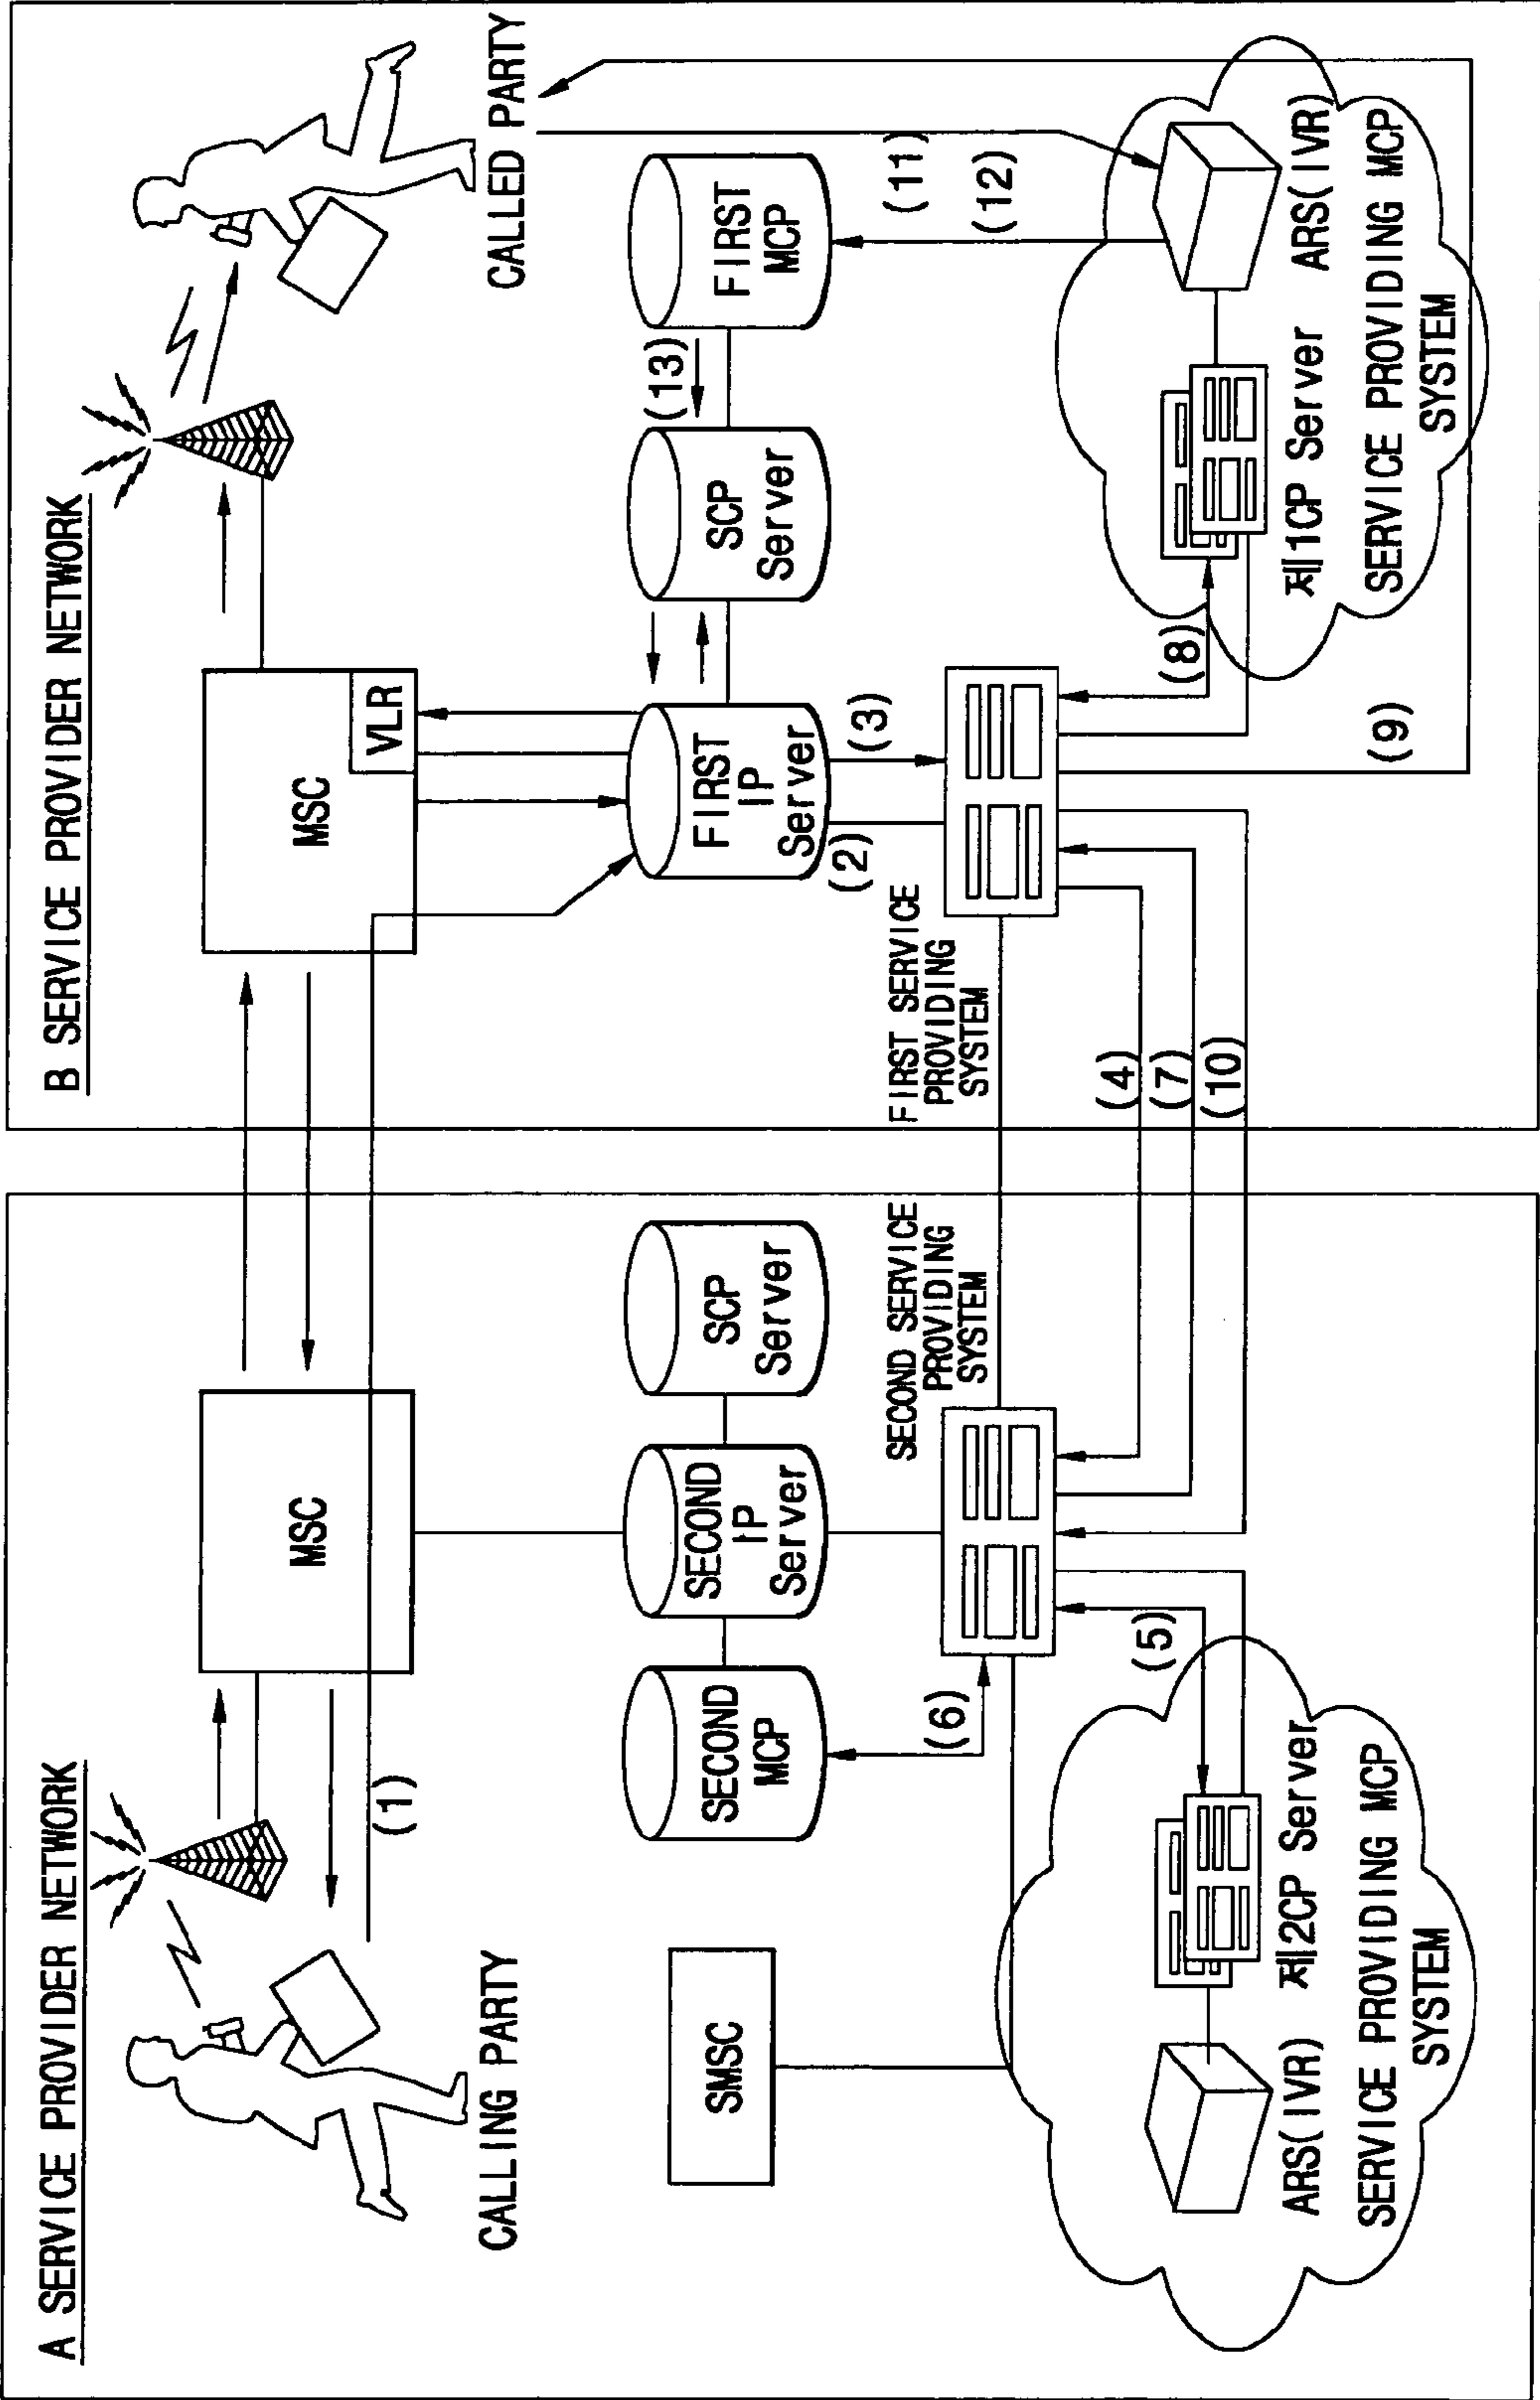 A SERVICE PROVIDER NETWORK
CALLING PARTY
(1)
MSC
SMSC
SECOND
MCP
SECOND
IP
Server
SCP
Server
(6)
SECOND SERVICE
PROVIDING
SYSTEM
(5)
ARS(IVR)
제2CP Server
SERVICE PROVIDING MCP
SYSTEM
B SERVICE PROVIDER NETWORK
MSC
VLR
CALLED PARTY
FIRST
IP
Server
SCP
Server
(13)
FIRST
MCP
(2)
(3)
FIRST SERVICE
PROVIDING
SYSTEM
(4)
(7)
(10)
(8)
(9)
(11)
(12)
제1CP Server
ARS(IVR)
SERVICE PROVIDING MCP
SYSTEM